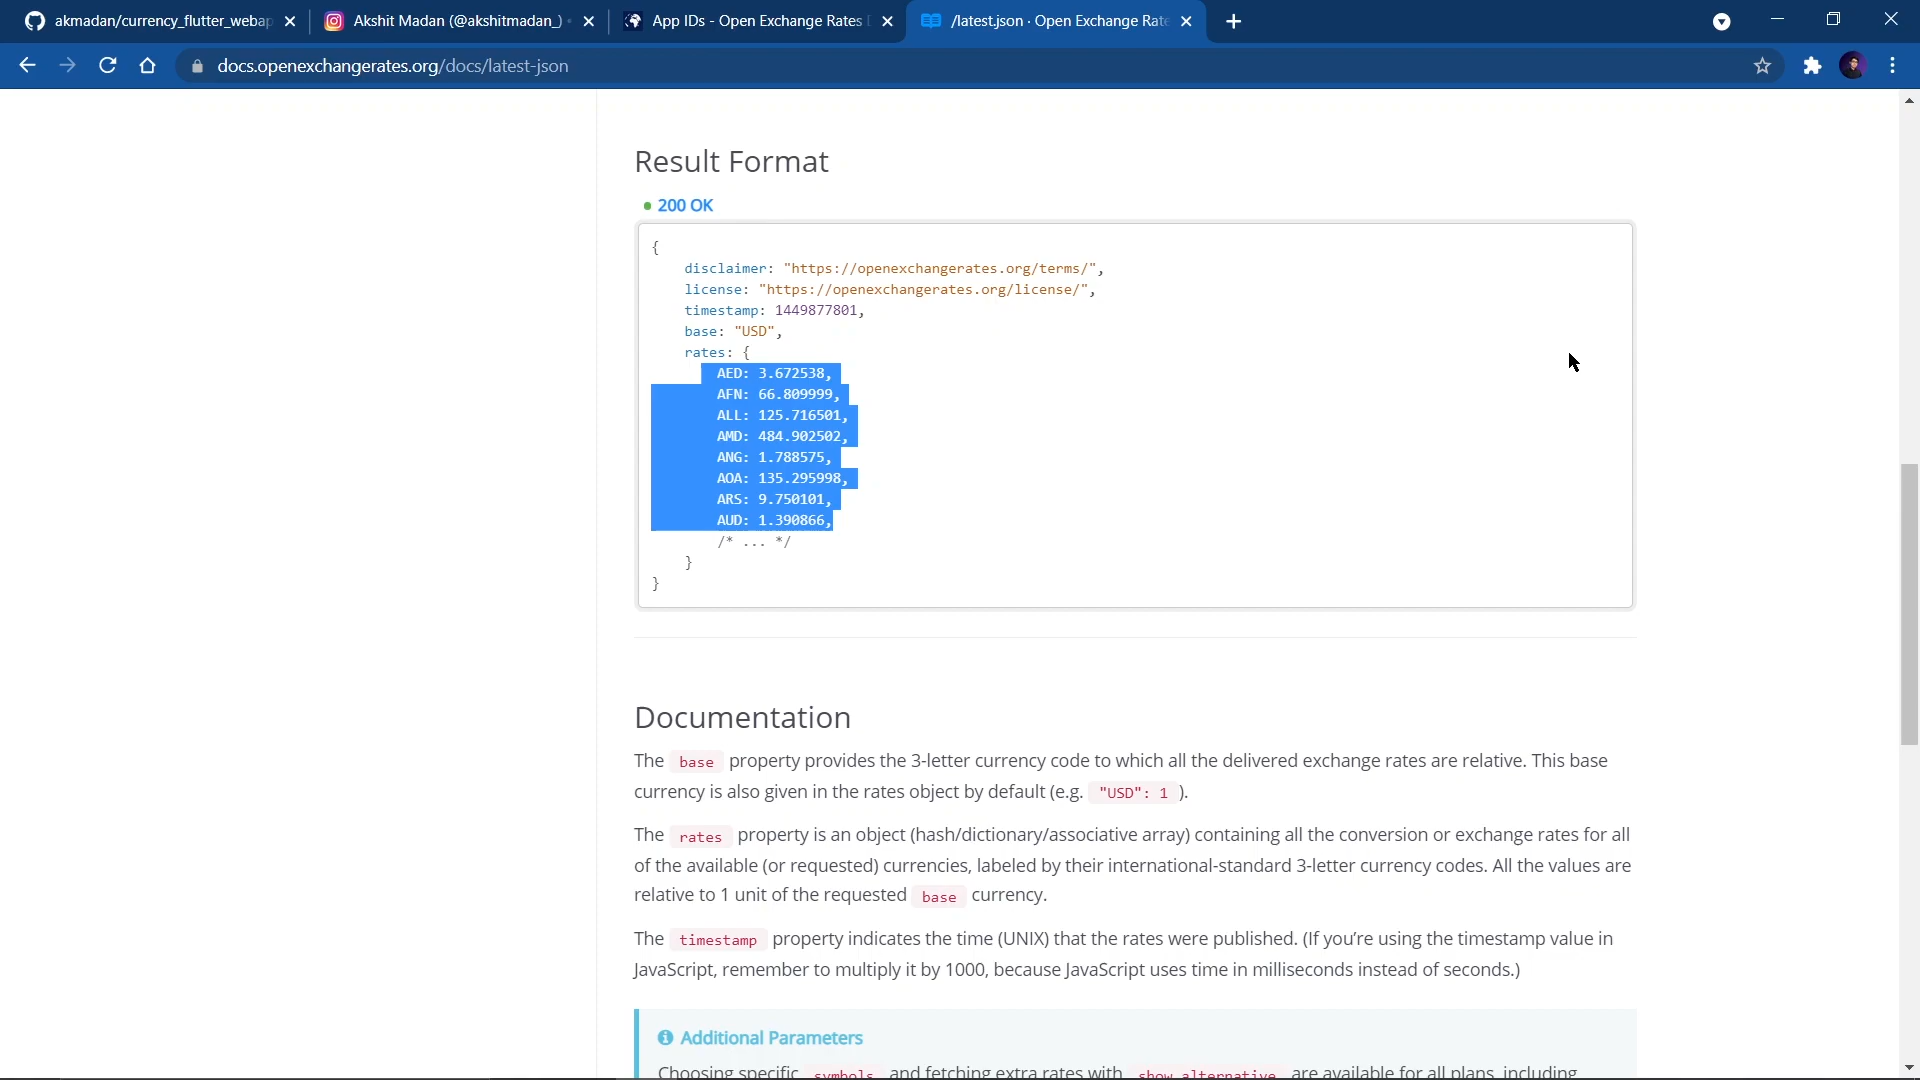 akmadan/currency_flutter_webap
Akshit Madan (@akshitmadan_)
App IDs - Open Exchange Rates
/latest.json · Open Exchange Rate
docs.openexchangerates.org/docs/latest-json
Result Format
200 OK
{
disclaimer: "https://openexchangerates.org/terms/",
license: "https://openexchangerates.org/license/",
timestamp: 1449877801,
base: "USD",
rates: {
AED: 3.672538,
AFN: 66.809999,
ALL: 125.716501,
AMD: 484.902502,
ANG: 1.788575,
AOA: 135.295998,
ARS: 9.750101,
AUD: 1.390866,
/* ... */
}
}
Documentation
The base property provides the 3-letter currency code to which all the delivered exchange rates are relative. This base
currency is also given in the rates object by default (e.g. "USD": 1 ).
The rates property is an object (hash/dictionary/associative array) containing all the conversion or exchange rates for all
of the available (or requested) currencies, labeled by their international-standard 3-letter currency codes. All the values are
relative to 1 unit of the requested base currency.
The timestamp property indicates the time (UNIX) that the rates were published. (If you're using the timestamp value in
JavaScript, remember to multiply it by 1000, because JavaScript uses time in milliseconds instead of seconds.)
Additional Parameters
Choosing specific symbols and fetching extra rates with show_alternative are available for all plans, including